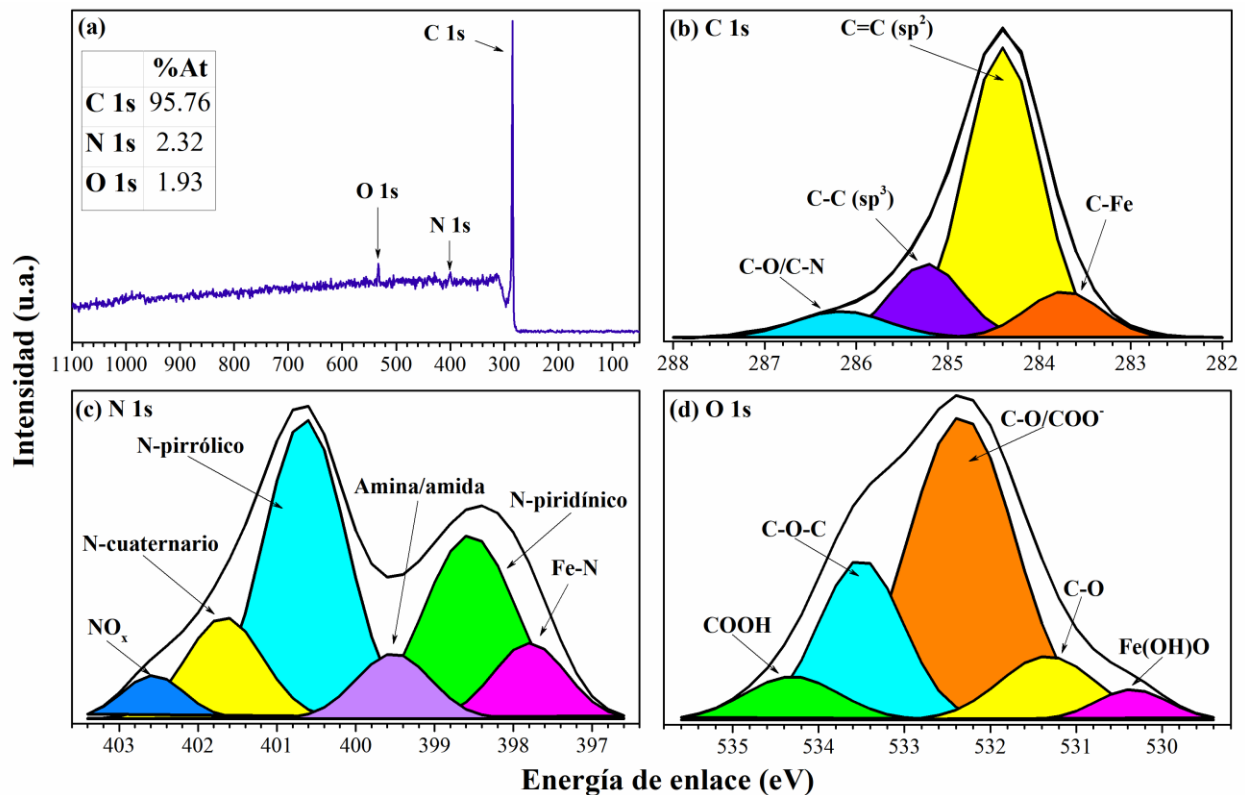 (a)
C 1s
%At
C 1s 95.76
N 1s 2.32
O 1s 1.93
O 1s
N 1s
1100 1000 900 800 700 600 500 400 300 200 100
(b) C 1s
C=C (sp²)
C-C (sp³)
C-Fe
C-O/C-N
288 287 286 285 284 283 282
Intensidad (u.a.)
(c) N 1s
N-pirrólico
Amina/amida
N-piridínico
N-cuaternario
Fe-N
NOₓ
403 402 401 400 399 398 397
(d) O 1s
C-O/COO⁻
C-O-C
C-O
COOH
Fe(OH)O
535 534 533 532 531 530
Energía de enlace (eV)